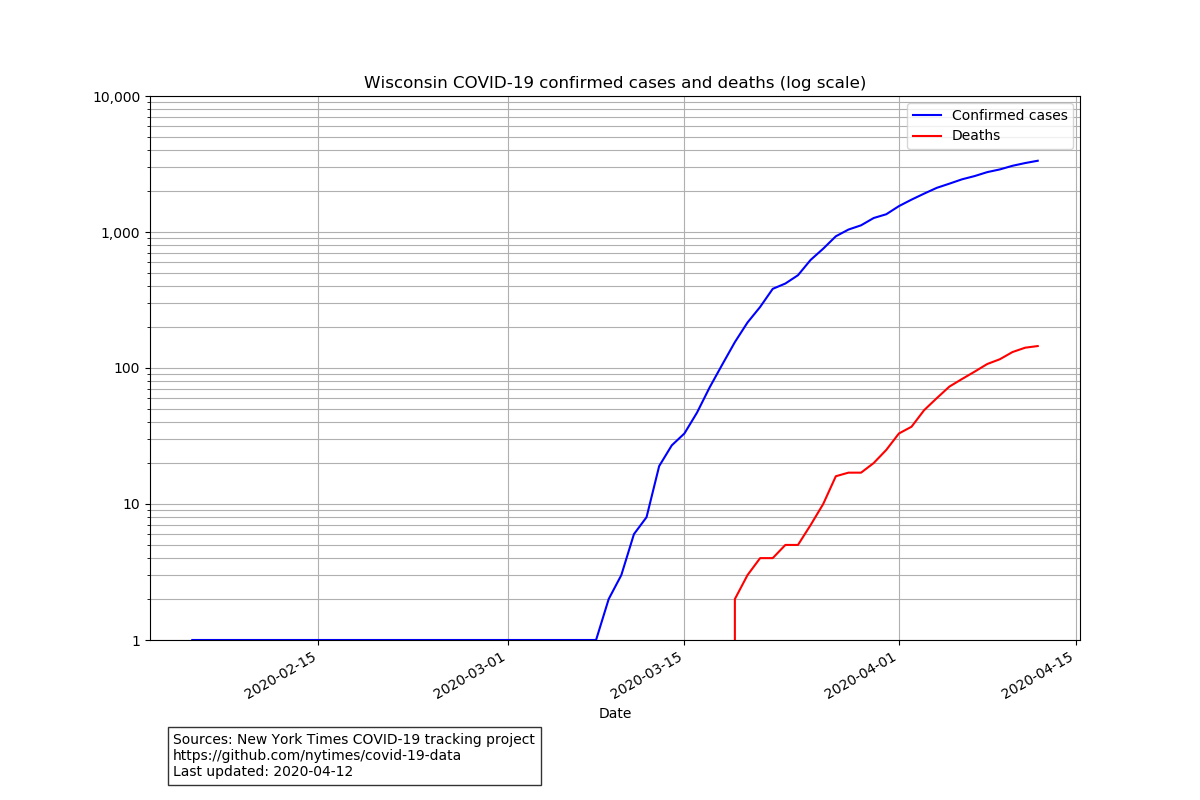 Wisconsin COVID-19 confirmed cases and deaths (log scale)
10,000
1,000
100
10
1
Confirmed cases
Deaths
2020-02-15
2020-03-01
2020-03-15
2020-04-01
2020-04-15
Date
Sources: New York Times COVID-19 tracking project
https://github.com/nytimes/covid-19-data
Last updated: 2020-04-12